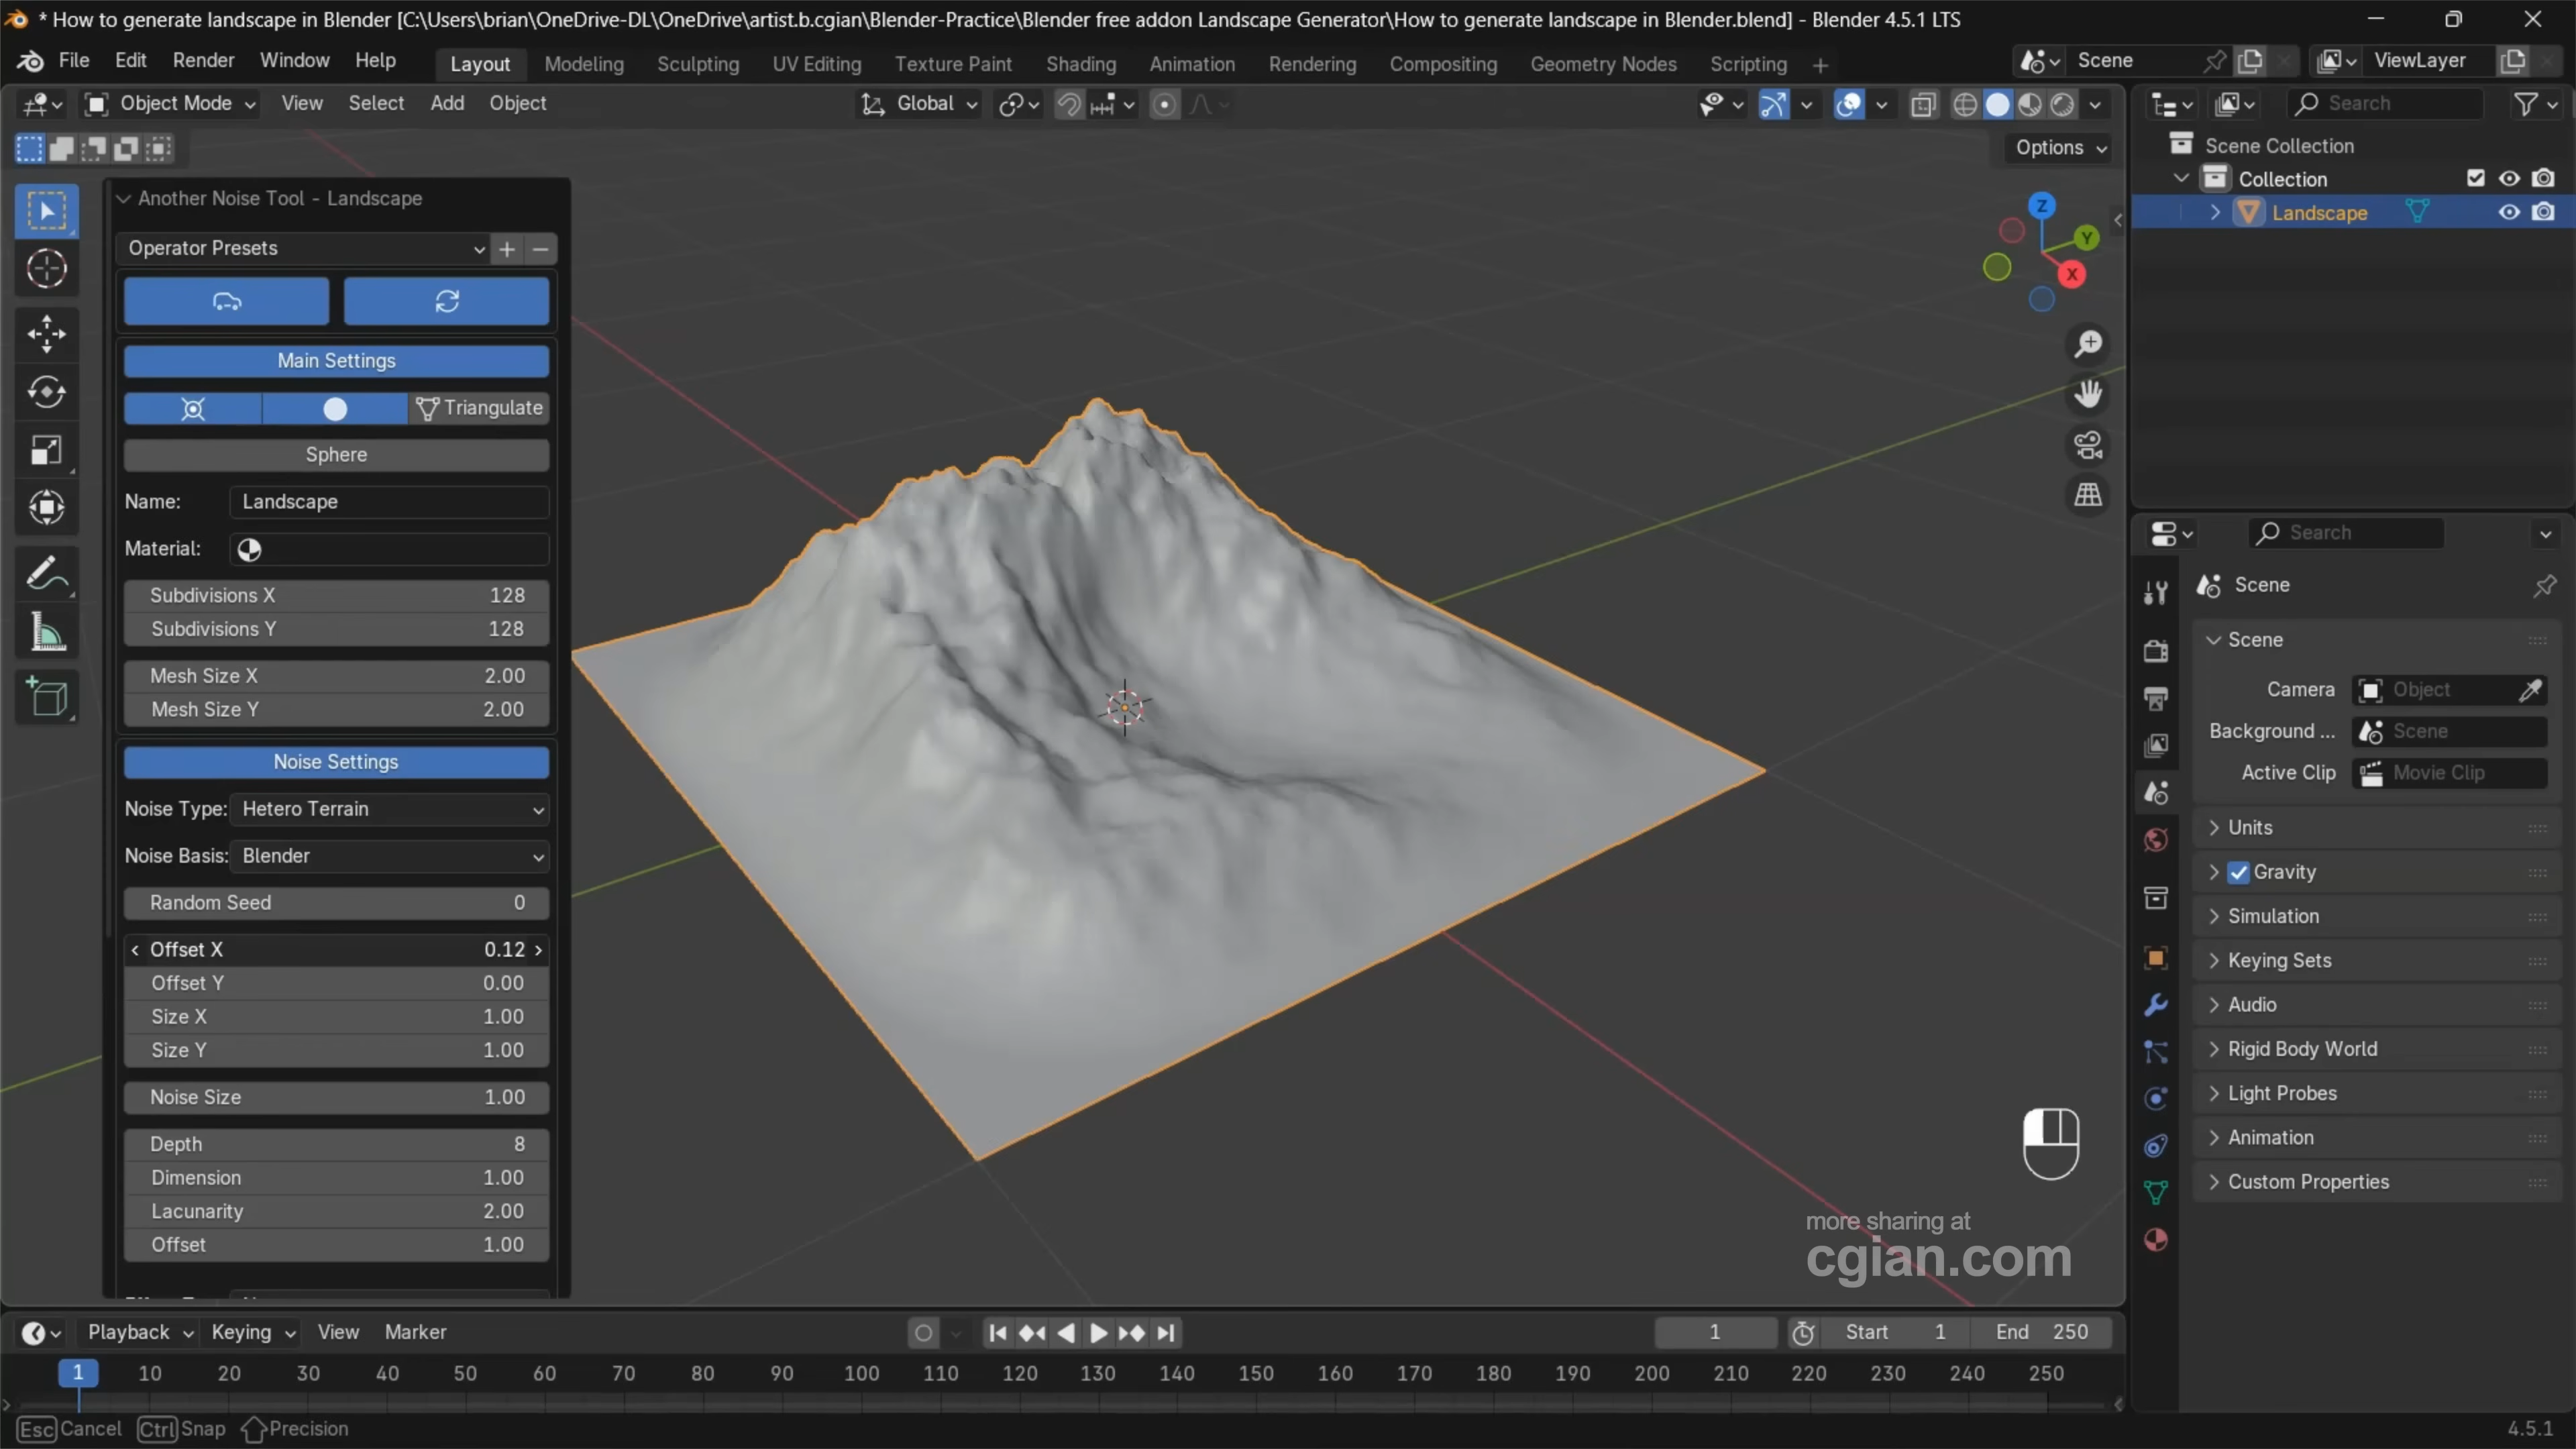 * How to generate landscape in Blender [C:\Users\brian\OneDrive-DL\OneDrive\artist.b.cgian\Blender-Practice\Blender free addon Landscape Generator\How to generate landscape in Blender.blend] - Blender 4.5.1 LTS
File Edit Render Window Help Layout Modeling Sculpting UV Editing Texture Paint Shading Animation Rendering Compositing Geometry Nodes Scripting + Scene ViewLayer
Object Mode View Select Add Object Global Search
Options
Scene Collection
Collection
Landscape
Z
Y
X
Another Noise Tool - Landscape
Operator Presets
Main Settings
Triangulate
Sphere
Name: Landscape
Material:
Subdivisions X 128
Subdivisions Y 128
Mesh Size X 2.00
Mesh Size Y 2.00
Noise Settings
Noise Type: Hetero Terrain
Noise Basis: Blender
Random Seed 0
Offset X 0.12
Offset Y 0.00
Size X 1.00
Size Y 1.00
Noise Size 1.00
Depth 8
Dimension 1.00
Lacunarity 2.00
Offset 1.00
Search
Scene
Scene
Camera Object
Background ... Scene
Active Clip Movie Clip
Units
Gravity
Simulation
Keying Sets
Audio
Rigid Body World
Light Probes
Animation
Custom Properties
more sharing at
cgian.com
Playback Keying View Marker 1 Start 1 End 250
1 10 20 30 40 50 60 70 80 90 100 110 120 130 140 150 160 170 180 190 200 210 220 230 240 250
Esc Cancel Ctrl Snap Precision 4.5.1